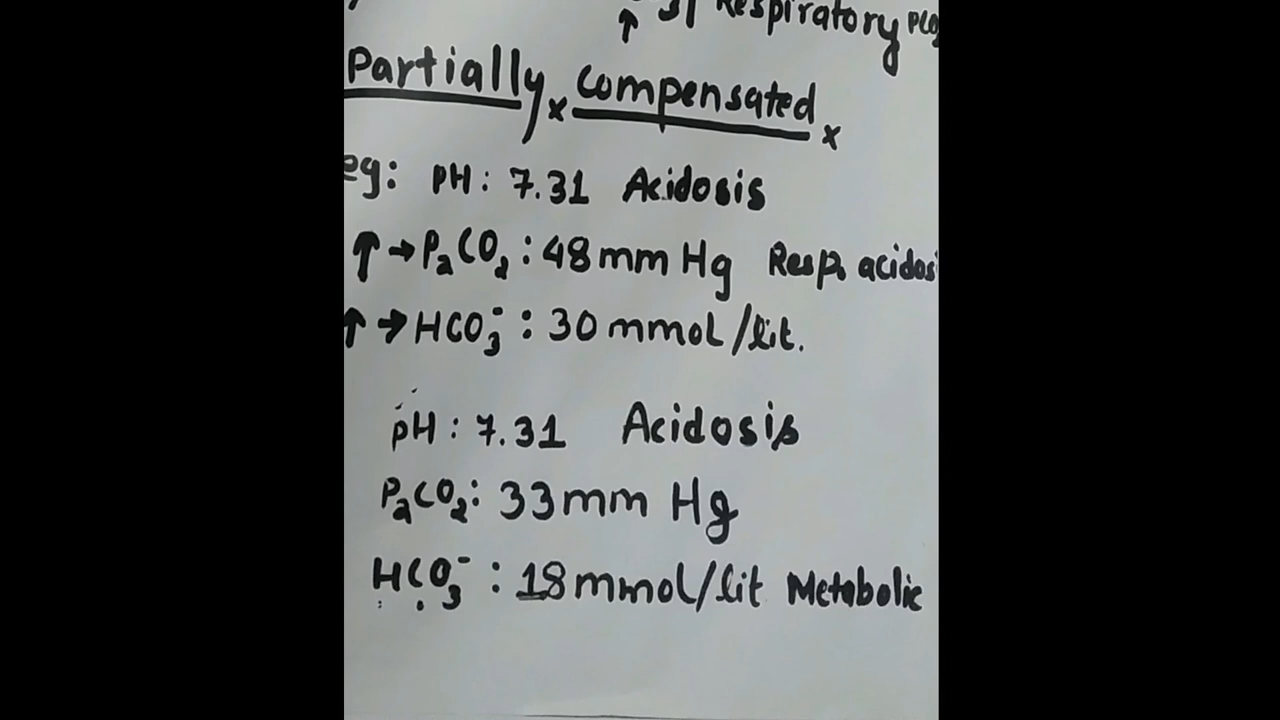 ↑ Respiratory
Partially compensated
eg: pH: 7.31 Acidosis
↑ → PaCO₂ : 48 mm Hg Resp. acidosi
↑ → HCO₃⁻ : 30 mmol/lit.
pH : 7.31 Acidosis
PaCO₂: 33 mm Hg
HCO₃⁻ : 18 mmol/lit Metabolic